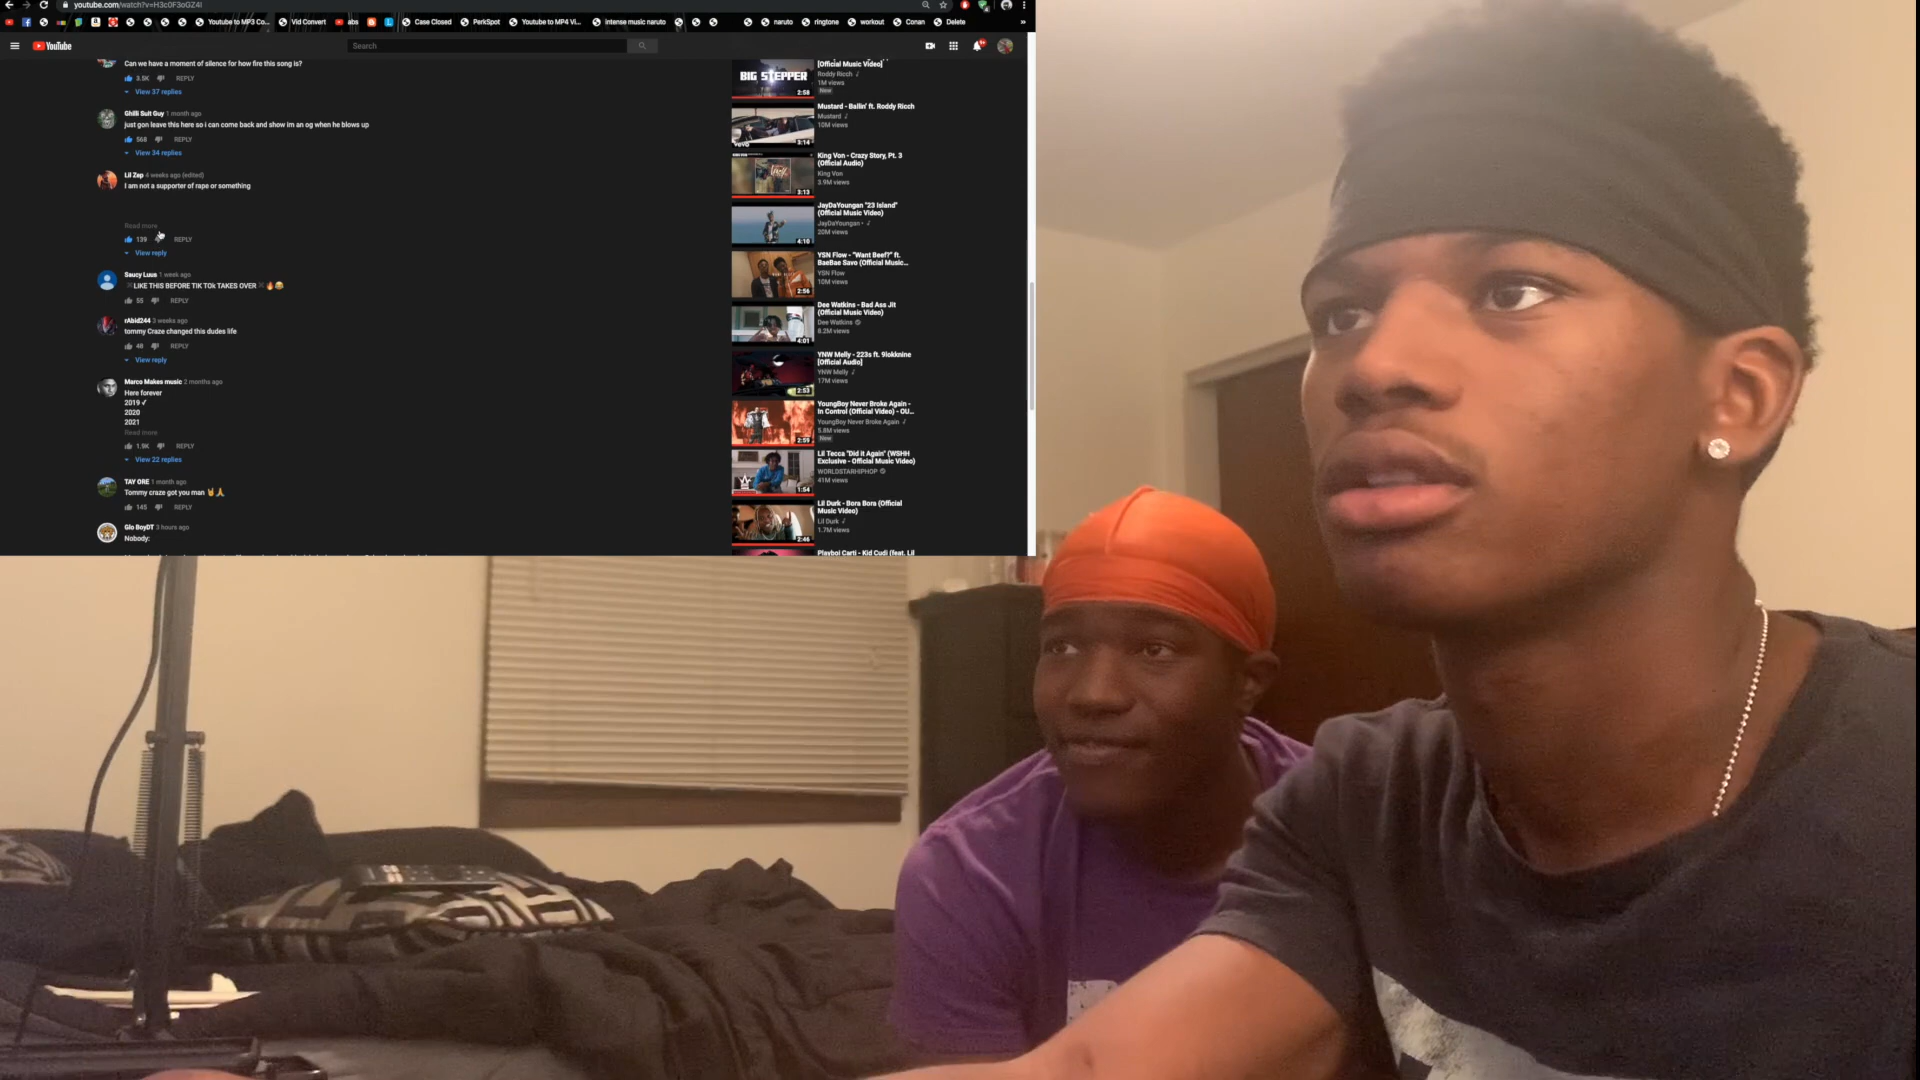 youtube.com/watch?v=H3c0F3oGZ4I
Youtube to MP3 Co... Vid Convert abs Case Closed PerkSpot Youtube to MP4 Vi... intense music naruto naruto ringtone workout Conan Delete »
YouTube
Search
9+
Can we have a moment of silence for how fire this song is?
3.5K REPLY
View 37 replies
Ghilli Suit Guy 1 month ago
just gon leave this here so i can come back and show im an og when he blows up
568 REPLY
View 34 replies
Lil Zap 4 weeks ago (edited)
I am not a supporter of rape or something
Read more
139 REPLY
View reply
Saucy Luus 1 week ago
LIKE THIS BEFORE TIK TOk TAKES OVER 🔥😂
55 REPLY
rAbid244 3 weeks ago
tommy Craze changed this dudes life
40 REPLY
View reply
Marco Makes music 2 months ago
Here forever
2019 ✓
2020
2021
Read more
1.9K REPLY
View 22 replies
TAY ORE 1 month ago
Tommy craze got you man 🤘🙏
145 REPLY
Glo BoyDT 3 hours ago
Nobody:
BIG STEPPER
2:58
[Official Music Video]
Roddy Ricch
1M views
New
vevo
3:14
Mustard - Ballin' ft. Roddy Ricch
Mustard
10M views
3:13
King Von - Crazy Story, Pt. 3
(Official Audio)
King Von
3.9M views
4:10
JayDaYoungan "23 Island"
(Official Music Video)
JayDaYoungan
20M views
2:56
YSN Flow - "Want Beef?" ft.
BaeBae Savo (Official Music...
YSN Flow
10M views
4:01
Dee Watkins - Bad Ass Jit
(Official Music Video)
Dee Watkins
8.2M views
2:53
YNW Melly - 223s ft. 9lokknine
[Official Audio]
YNW Melly
17M views
2:59
YoungBoy Never Broke Again -
In Control (Official Video) - OU...
YoungBoy Never Broke Again
5.8M views
New
1:54
Lil Tecca "Did it Again" (WSHH
Exclusive - Official Music Video)
WORLDSTARHIPHOP
41M views
2:46
Lil Durk - Bora Bora (Official
Music Video)
Lil Durk
1.7M views
Playboi Carti - Kid Cudi (feat. Lil